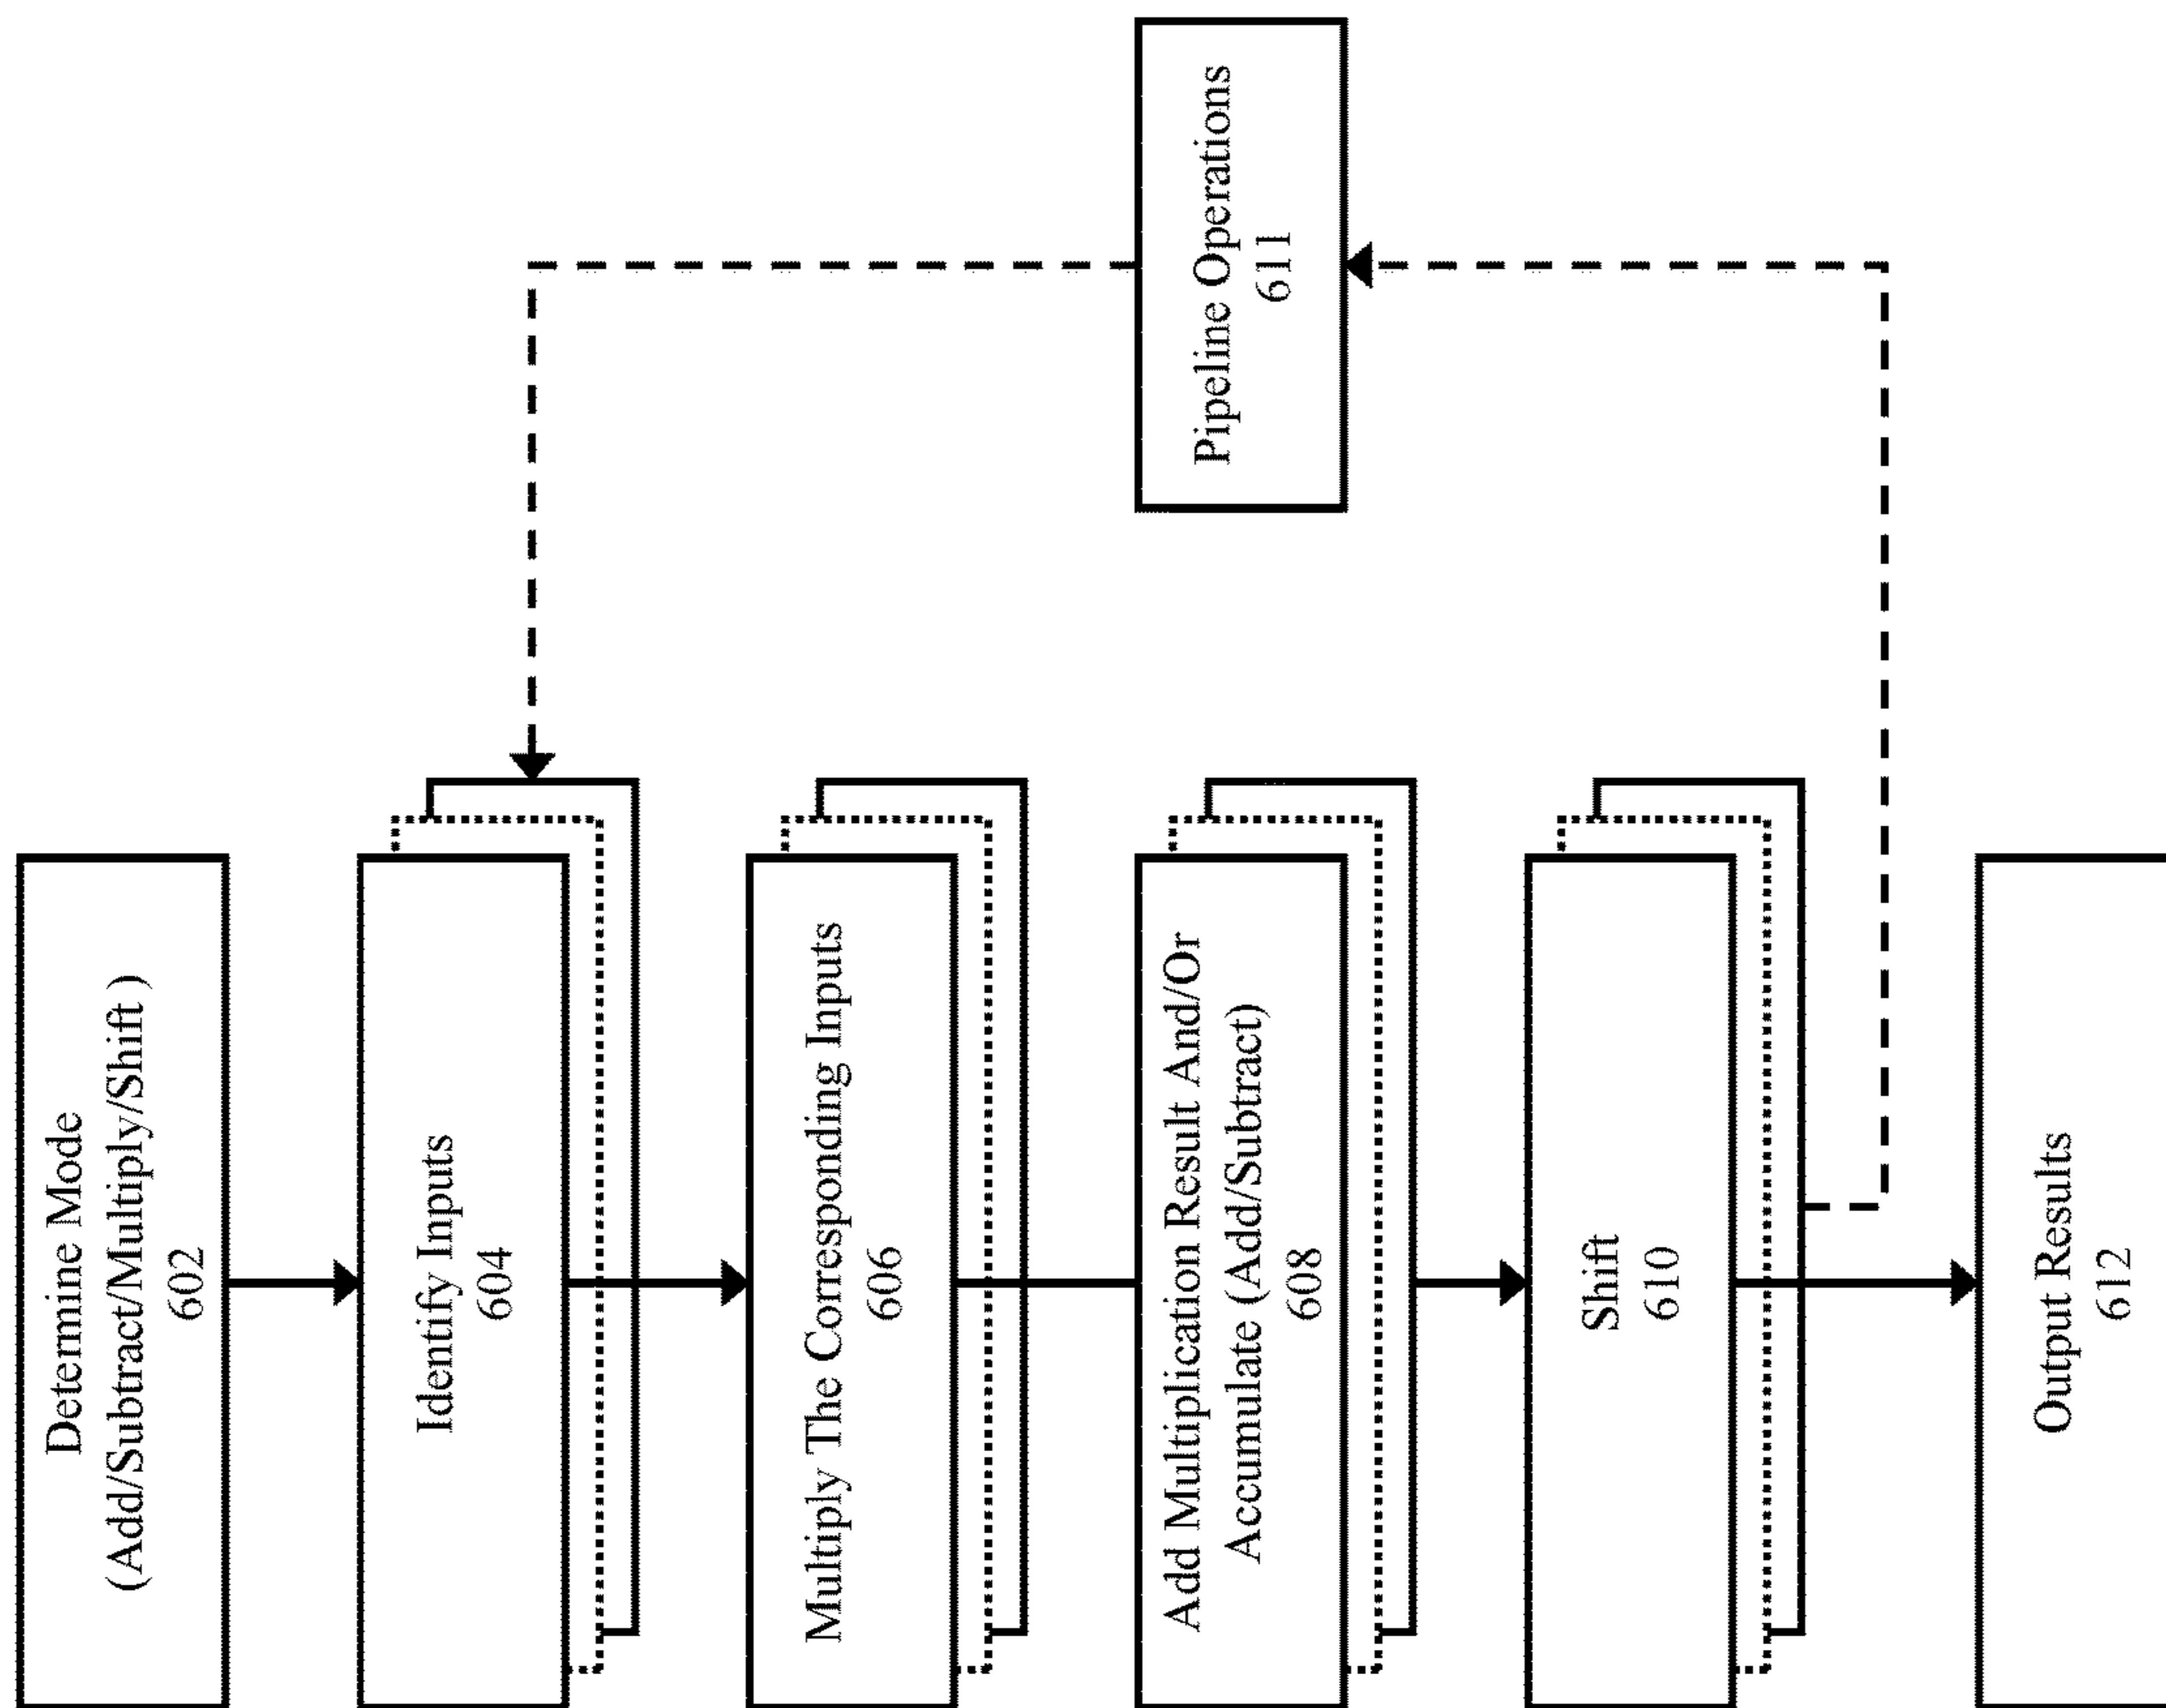 Determine Mode
(Add/Subtract/Multiply/Shift )
602
Identify Inputs
604
Multiply The Corresponding Inputs
606
Add Multiplication Result And/Or
Accumulate (Add/Subtract)
608
Shift
610
Pipeline Operations
611
Output Results
612